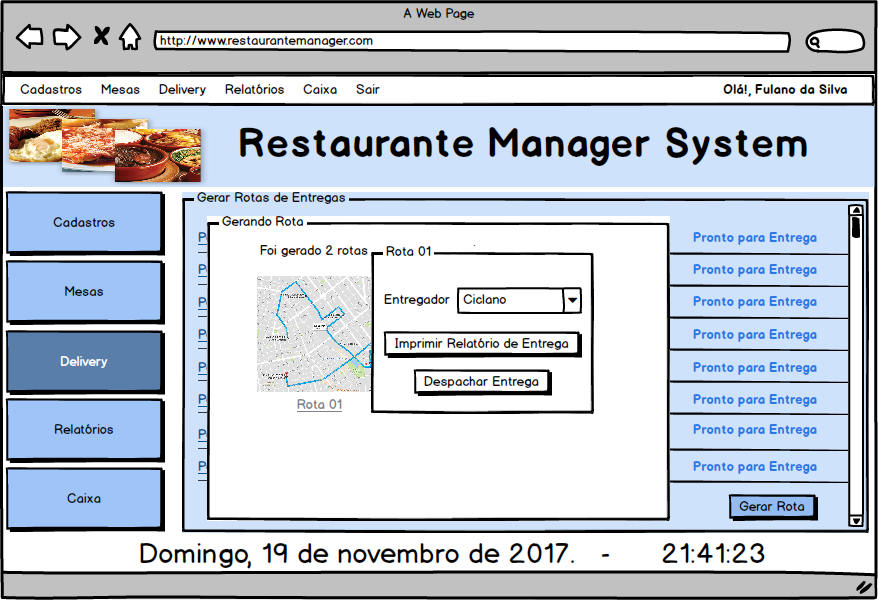 A Web Page
http://www.restaurantemanager.com
Cadastros Mesas Delivery Relatórios Caixa Sair Olá!, Fulano da Silva
Restaurante Manager System
Cadastros
Mesas
Delivery
Relatórios
Caixa
Gerar Rotas de Entregas
Gerando Rota
Foi gerado 2 rotas
Rota 01
Rota 01
Entregador Ciclano
Imprimir Relatório de Entrega
Despachar Entrega
Pronto para Entrega
Pronto para Entrega
Pronto para Entrega
Pronto para Entrega
Pronto para Entrega
Pronto para Entrega
Pronto para Entrega
Pronto para Entrega
Gerar Rota
Domingo, 19 de novembro de 2017. - 21:41:23